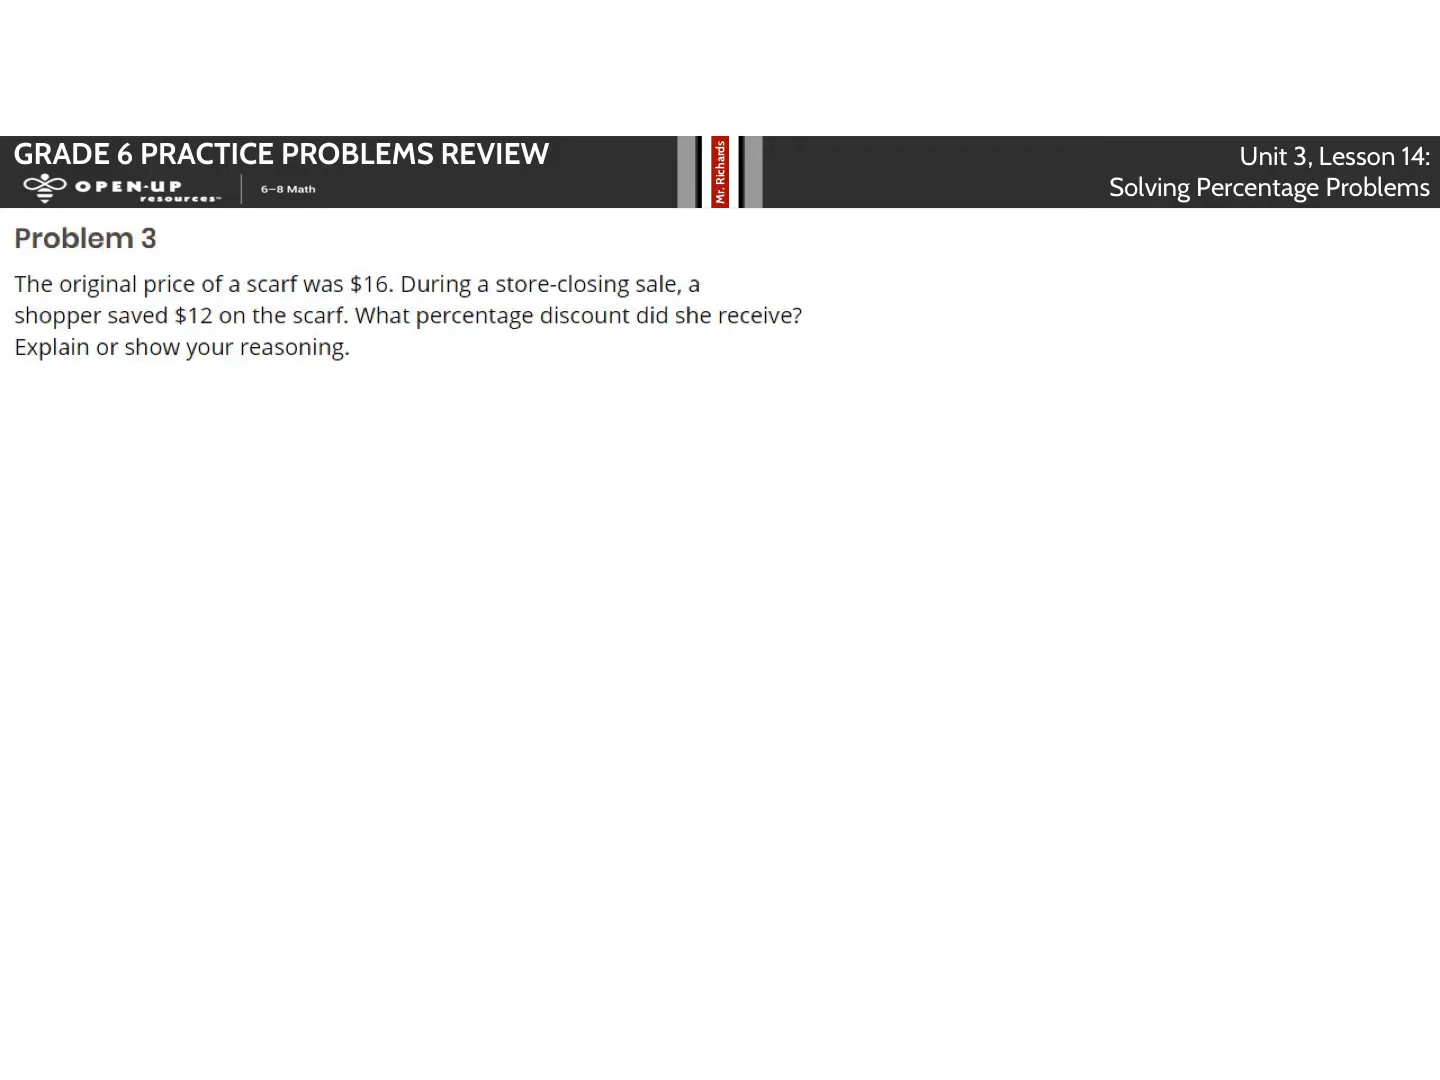 GRADE 6 PRACTICE PROBLEMS REVIEW
OPEN-UP
resources™
6–8 Math
Mr. Richards
Unit 3, Lesson 14:
Solving Percentage Problems
Problem 3
The original price of a scarf was $16. During a store-closing sale, a
shopper saved $12 on the scarf. What percentage discount did she receive?
Explain or show your reasoning.